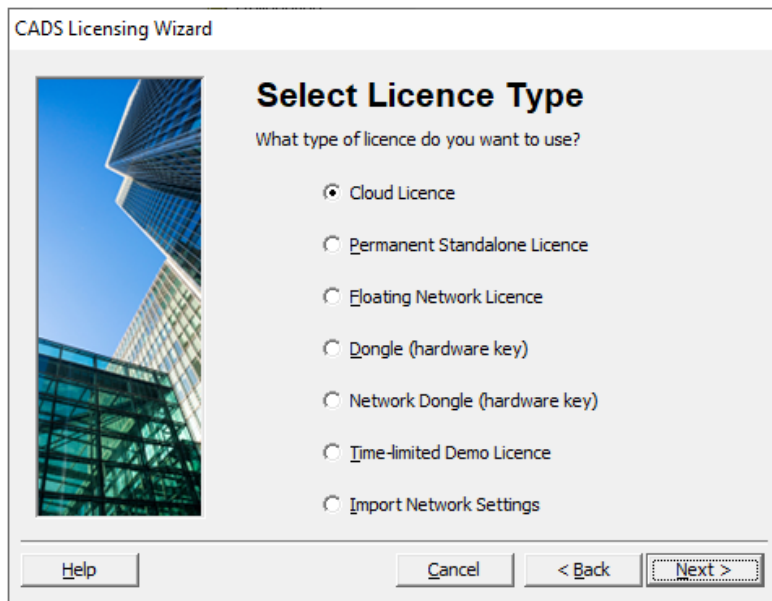 CADS Licensing Wizard
Select Licence Type
What type of licence do you want to use?
Cloud Licence
Permanent Standalone Licence
Floating Network Licence
Dongle (hardware key)
Network Dongle (hardware key)
Time-limited Demo Licence
Import Network Settings
Help
Cancel
< Back
Next >